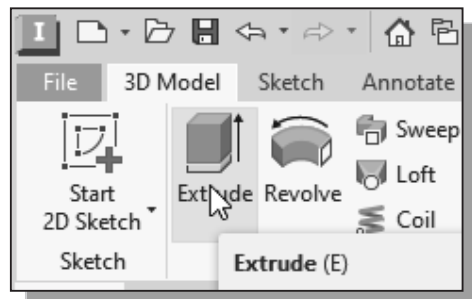 I
File 3D Model Sketch Annotate
Start
2D Sketch
Extrude
Revolve
Sweep
Loft
Coil
Sketch
Extrude (E)